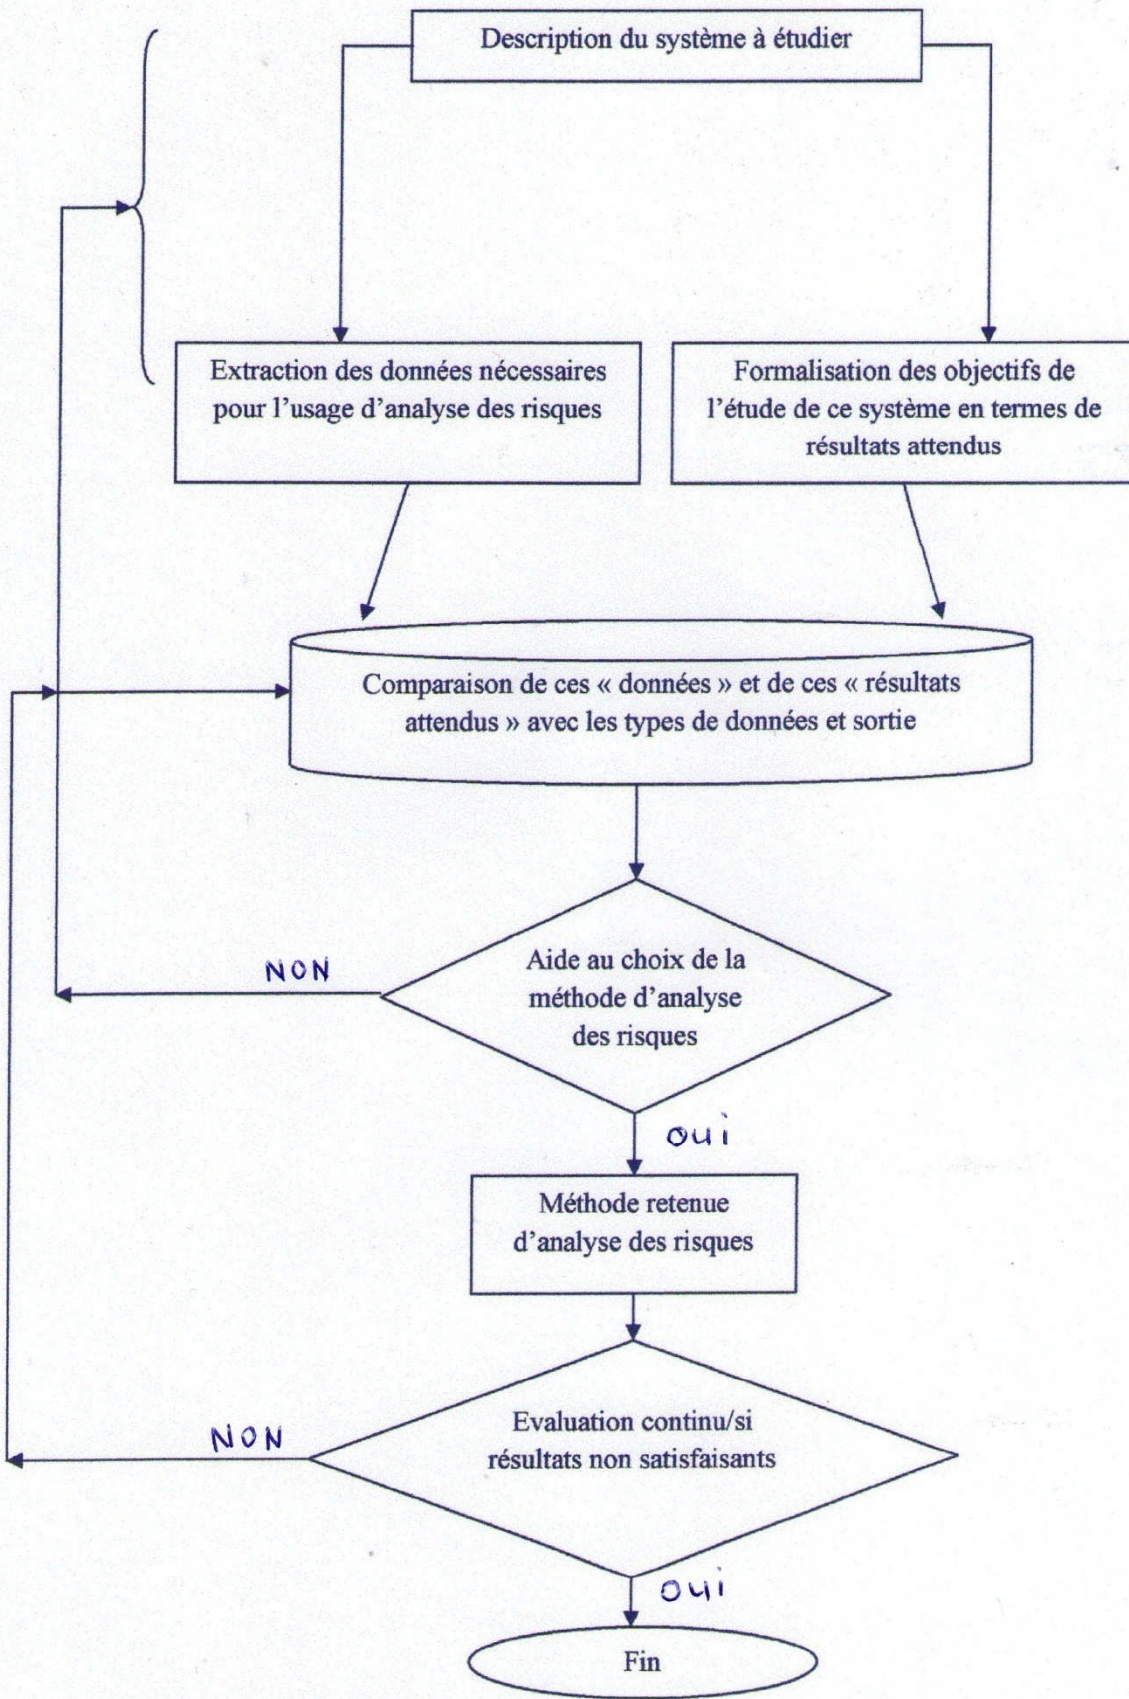 Description du système à étudier
Extraction des données nécessaires
pour l'usage d'analyse des risques
Formalisation des objectifs de
l'étude de ce système en termes de
résultats attendus
Comparaison de ces « données » et de ces « résultats
attendus » avec les types de données et sortie
Aide au choix de la
méthode d'analyse
des risques
NON
OUi
Méthode retenue
d'analyse des risques
Evaluation continu/si
résultats non satisfaisants
NON
OUi
Fin